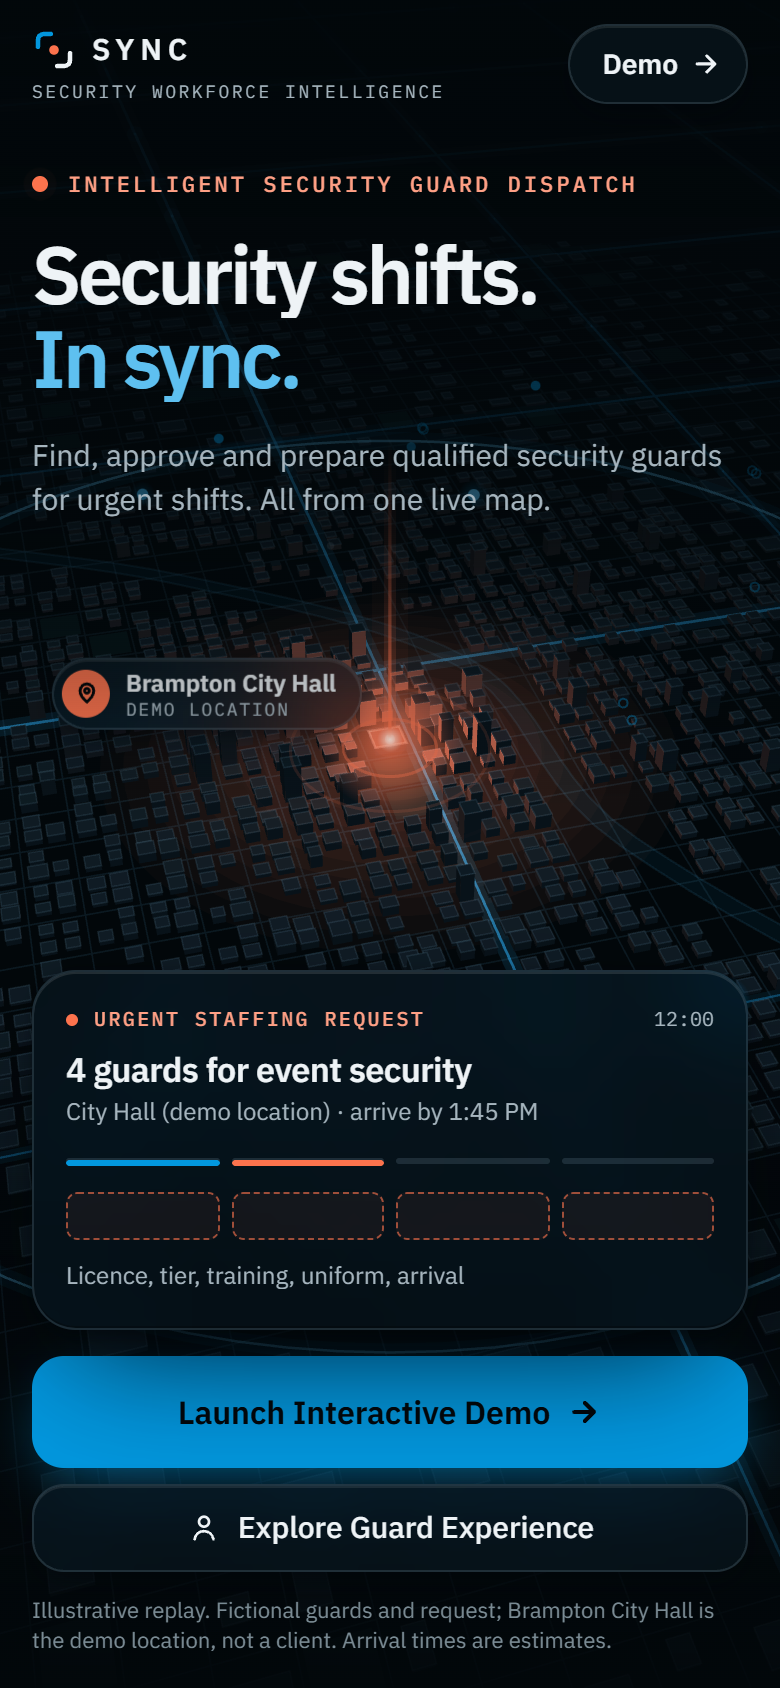 SYNC
Demo →
SECURITY WORKFORCE INTELLIGENCE
INTELLIGENT SECURITY GUARD DISPATCH
Security shifts.
In sync.
Find, approve and prepare qualified security guards
for urgent shifts. All from one live map.
Brampton City Hall
DEMO LOCATION
URGENT STAFFING REQUEST
12:00
4 guards for event security
City Hall (demo location) · arrive by 1:45 PM
Licence, tier, training, uniform, arrival
Launch Interactive Demo →
Explore Guard Experience
Illustrative replay. Fictional guards and request; Brampton City Hall is
the demo location, not a client. Arrival times are estimates.